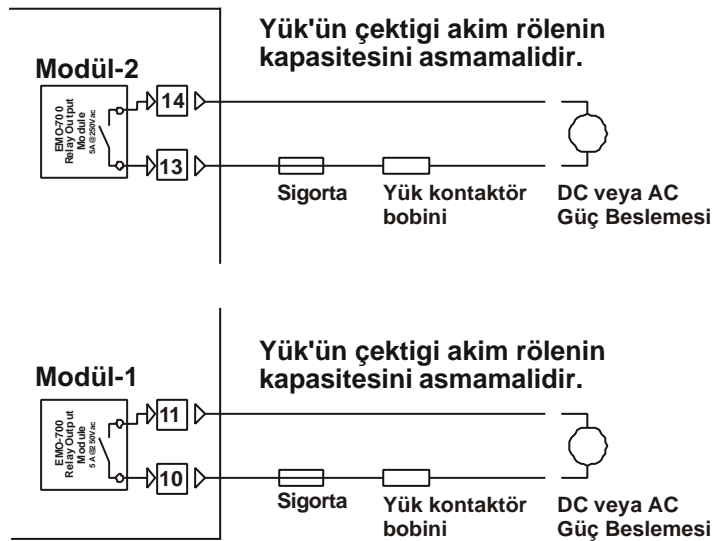 Yük'ün çektigi akim rölenin
kapasitesini asmamalidir.
Modül-2
EMO-700
Relay Output
Module
5A@250Vac
14
13
Sigorta
Yük kontaktör
bobini
DC veya AC
Güç Beslemesi
Yük'ün çektigi akim rölenin
kapasitesini asmamalidir.
Modül-1
EMO-700
Relay Output
Module
5A@250Vac
11
10
Sigorta
Yük kontaktör
bobini
DC veya AC
Güç Beslemesi